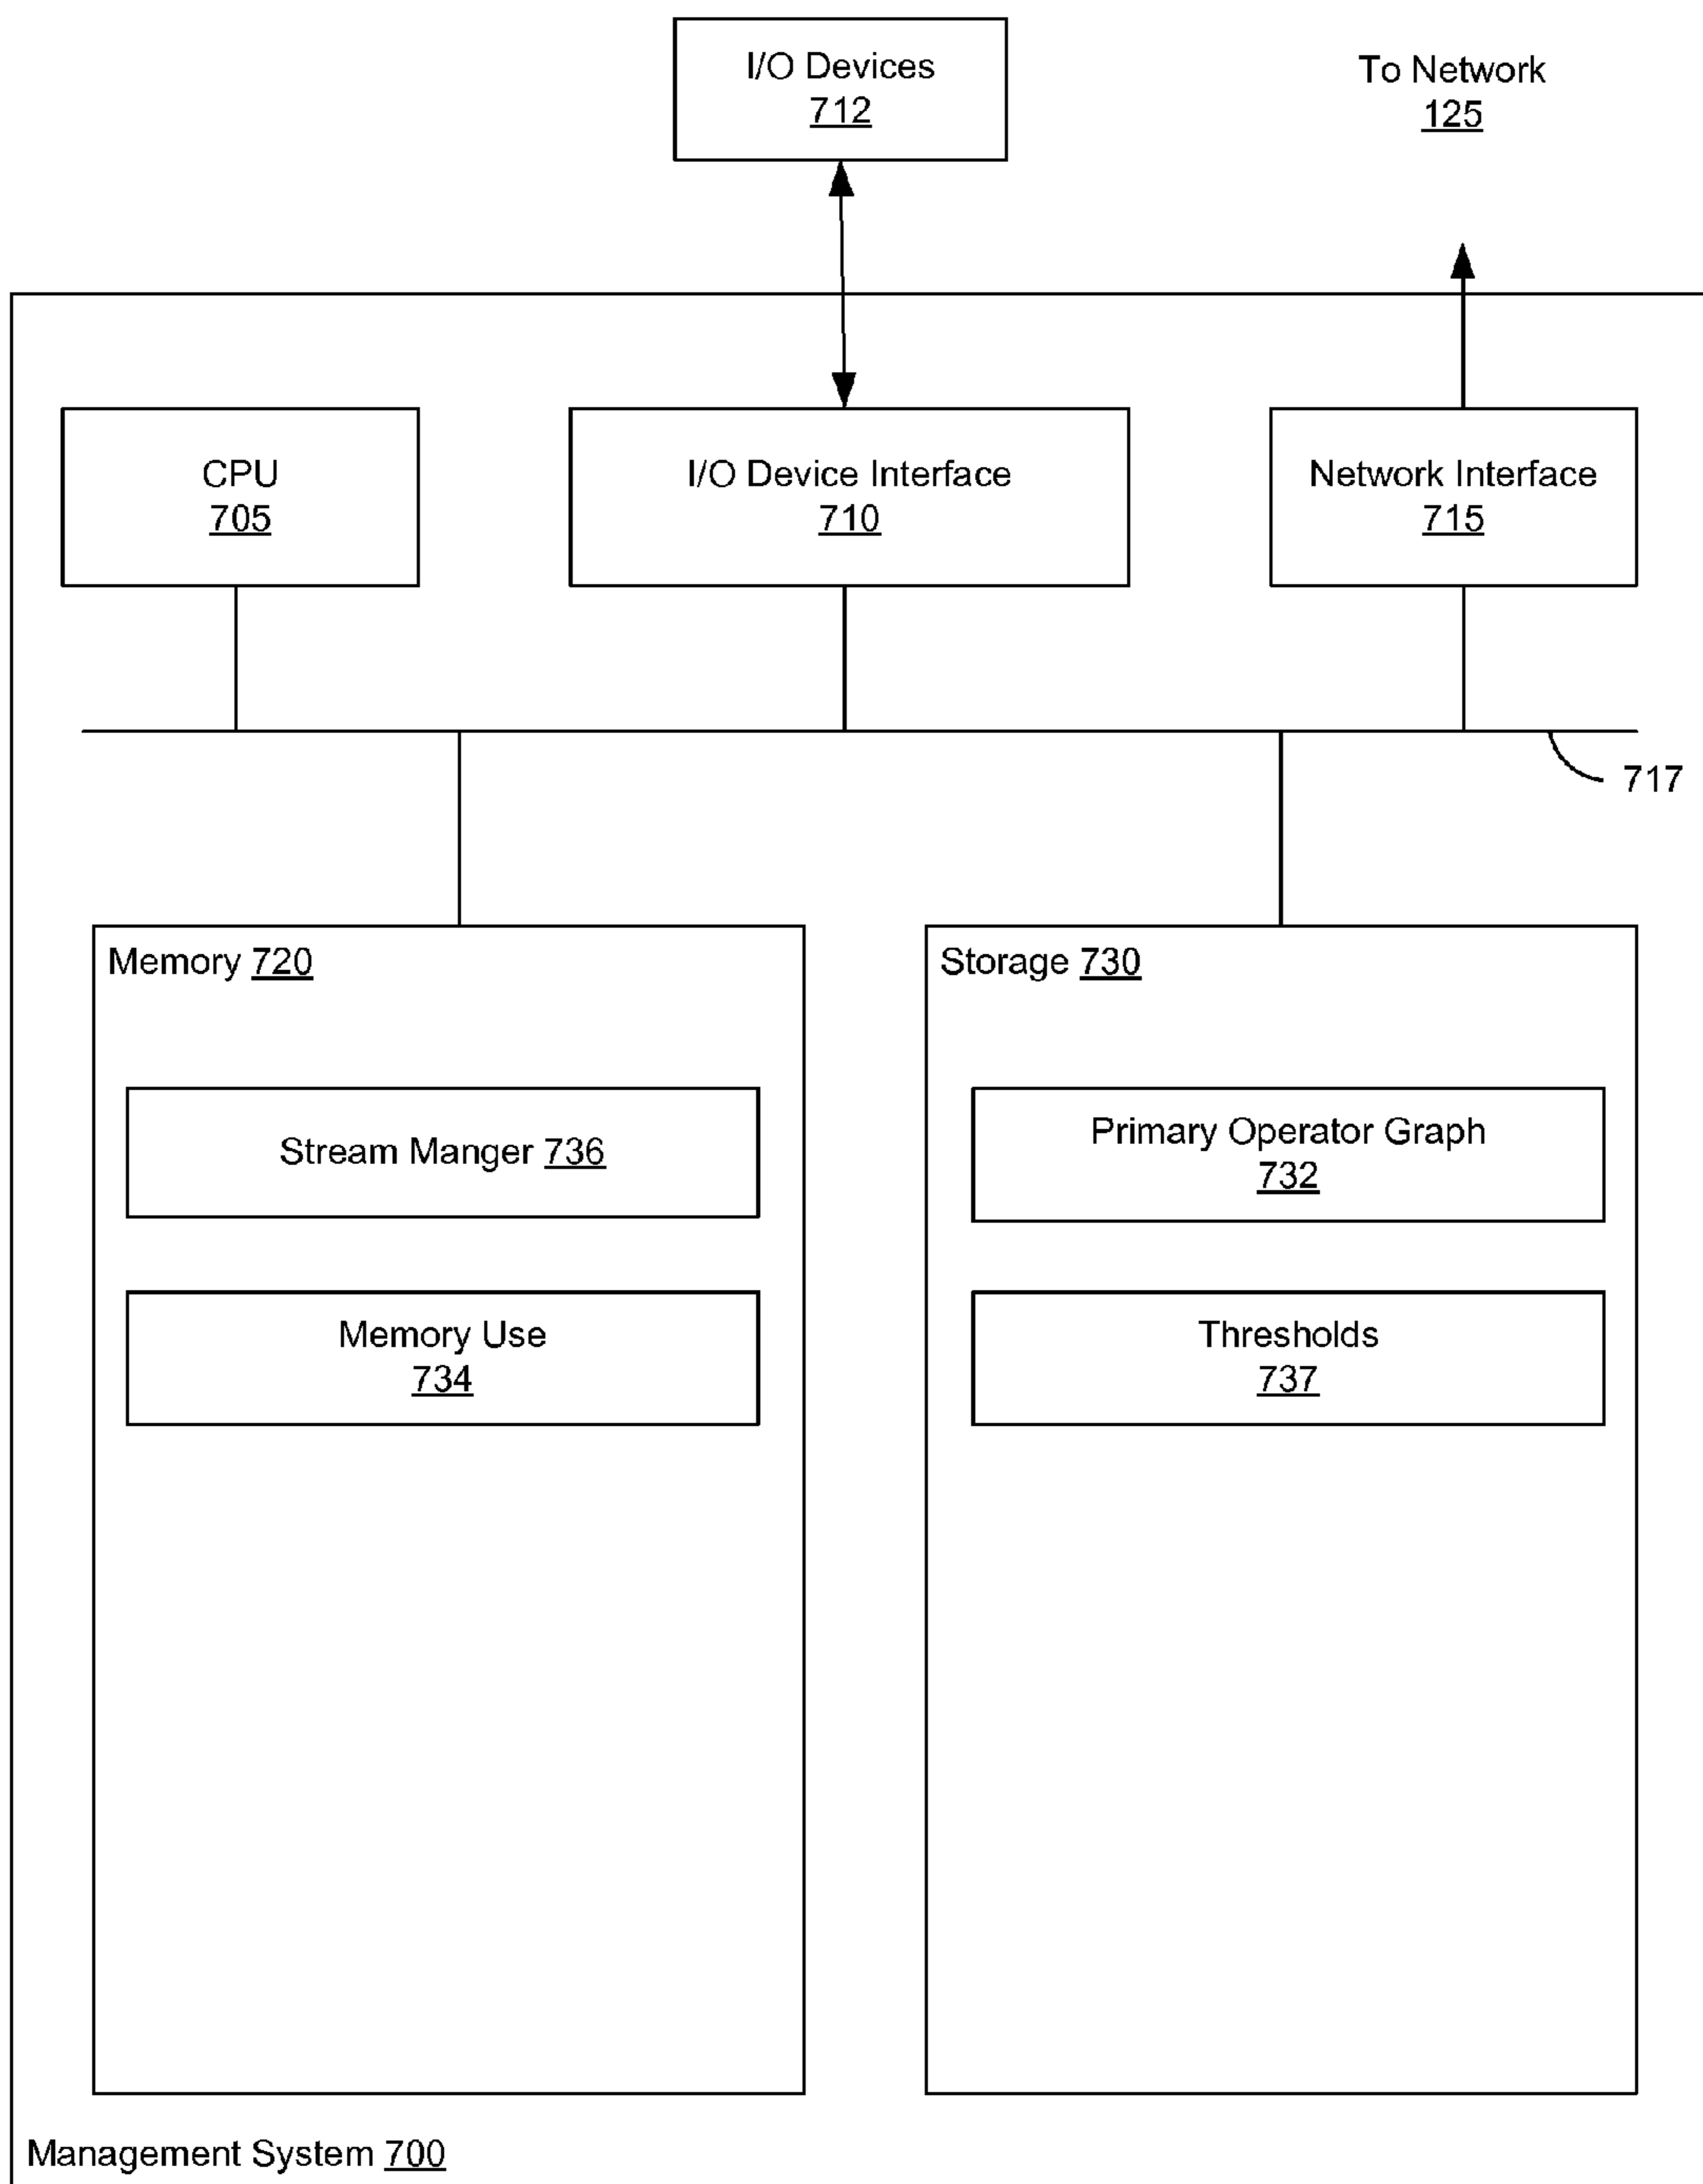 I/O Devices
712
To Network
125
CPU
705
I/O Device Interface
710
Network Interface
715
717
Memory 720
Stream Manger 736
Memory Use
734
Storage 730
Primary Operator Graph
732
Thresholds
737
Management System 700